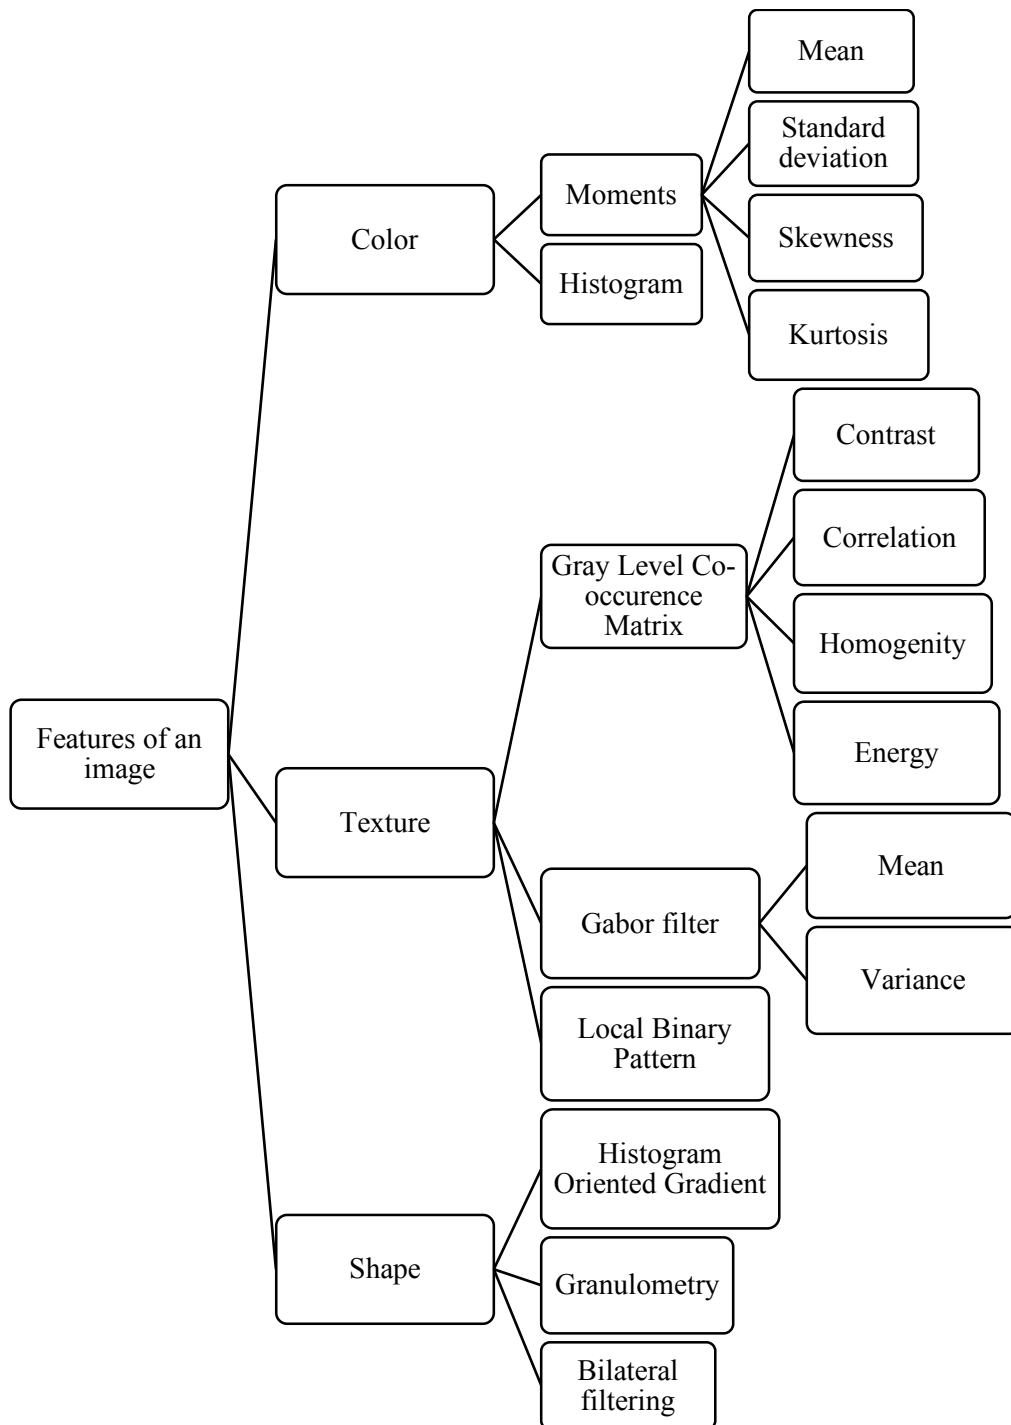 Features of an
image
Color
Moments
Mean
Standard
deviation
Skewness
Kurtosis
Histogram
Texture
Gray Level Co-
occurence
Matrix
Contrast
Correlation
Homogenity
Energy
Gabor filter
Mean
Variance
Local Binary
Pattern
Shape
Histogram
Oriented Gradient
Granulometry
Bilateral
filtering